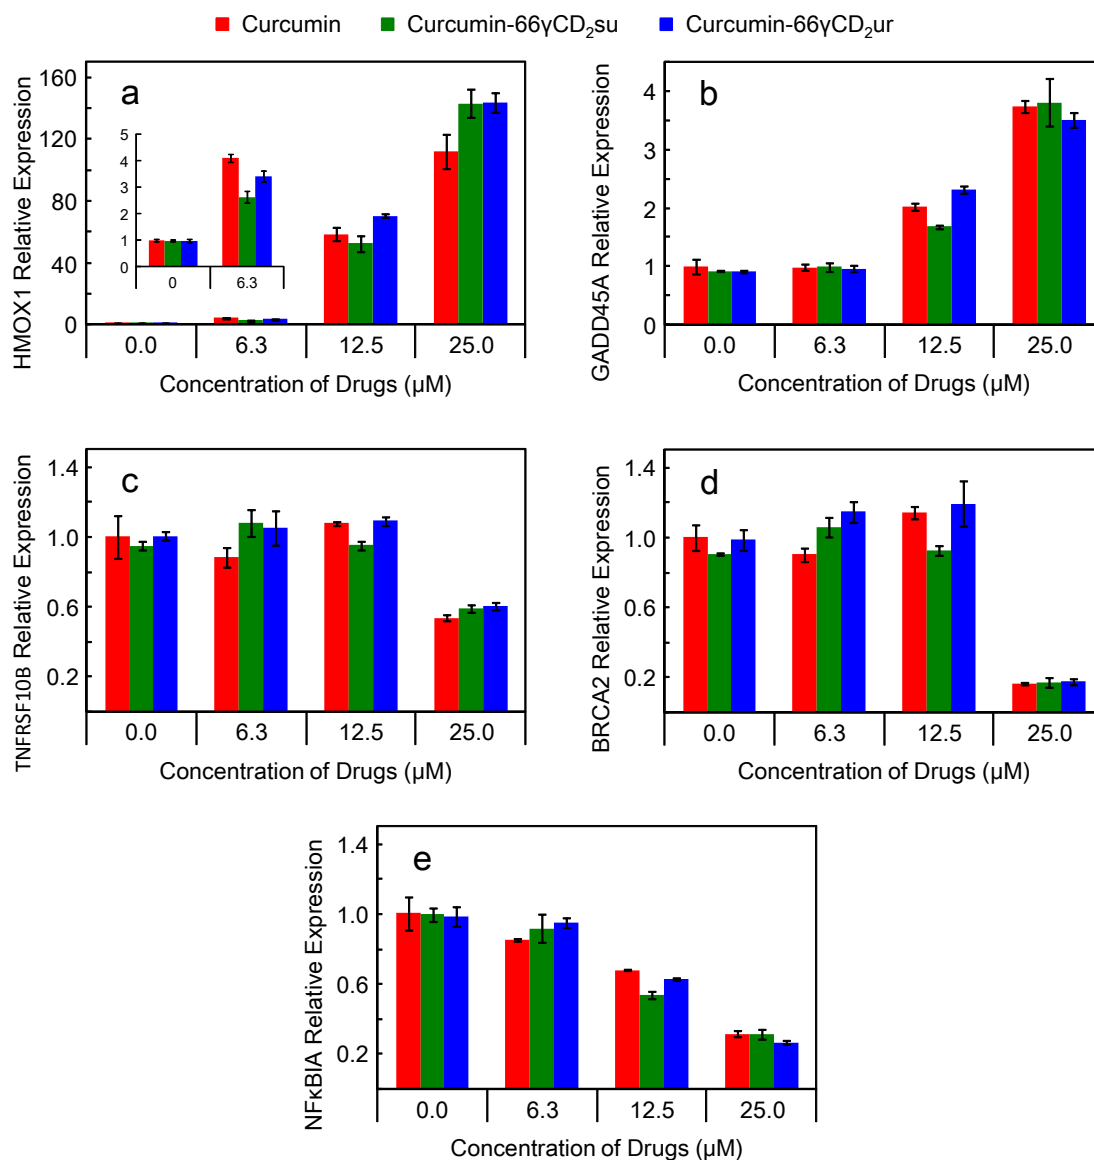 Curcumin Curcumin-66γCD₂su Curcumin-66γCD₂ur
a
HMOX1 Relative Expression
160
140
120
80
60
40
0
5
4
3
2
1
0
0 6.3
0.0 6.3 12.5 25.0
Concentration of Drugs (µM)
b
GADD45A Relative Expression
4
3
2
1
0
0.0 6.3 12.5 25.0
Concentration of Drugs (µM)
c
TNFRSF10B Relative Expression
1.4
1.0
0.6
0.2
0.0 6.3 12.5 25.0
Concentration of Drugs (µM)
d
BRCA2 Relative Expression
1.4
1.0
0.6
0.2
0.0 6.3 12.5 25.0
Concentration of Drugs (µM)
e
NFκBIA Relative Expression
1.4
1.0
0.6
0.2
0.0 6.3 12.5 25.0
Concentration of Drugs (µM)